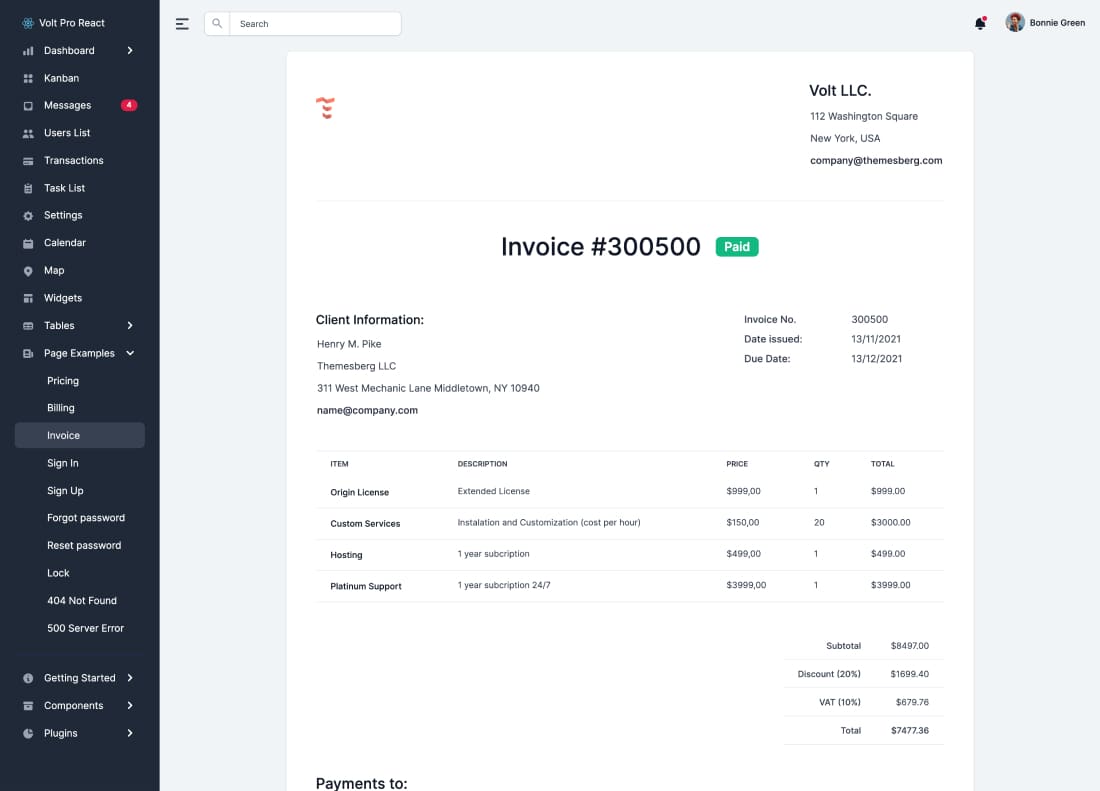 Volt Pro React
Dashboard
Kanban
Messages 4
Users List
Transactions
Task List
Settings
Calendar
Map
Widgets
Tables
Page Examples
Pricing
Billing
Invoice
Sign In
Sign Up
Forgot password
Reset password
Lock
404 Not Found
500 Server Error
Getting Started
Components
Plugins
Search
Bonnie Green
Volt LLC.
112 Washington Square
New York, USA
company@themesberg.com
Invoice #300500 Paid
Client Information:
Henry M. Pike
Themesberg LLC
311 West Mechanic Lane Middletown, NY 10940
name@company.com
Invoice No. 300500
Date issued: 13/11/2021
Due Date: 13/12/2021
ITEM DESCRIPTION PRICE QTY TOTAL
Origin License Extended License $999,00 1 $999.00
Custom Services Instalation and Customization (cost per hour) $150,00 20 $3000.00
Hosting 1 year subcription $499,00 1 $499.00
Platinum Support 1 year subcription 24/7 $3999,00 1 $3999.00
Subtotal $8497.00
Discount (20%) $1699.40
VAT (10%) $679.76
Total $7477.36
Payments to: